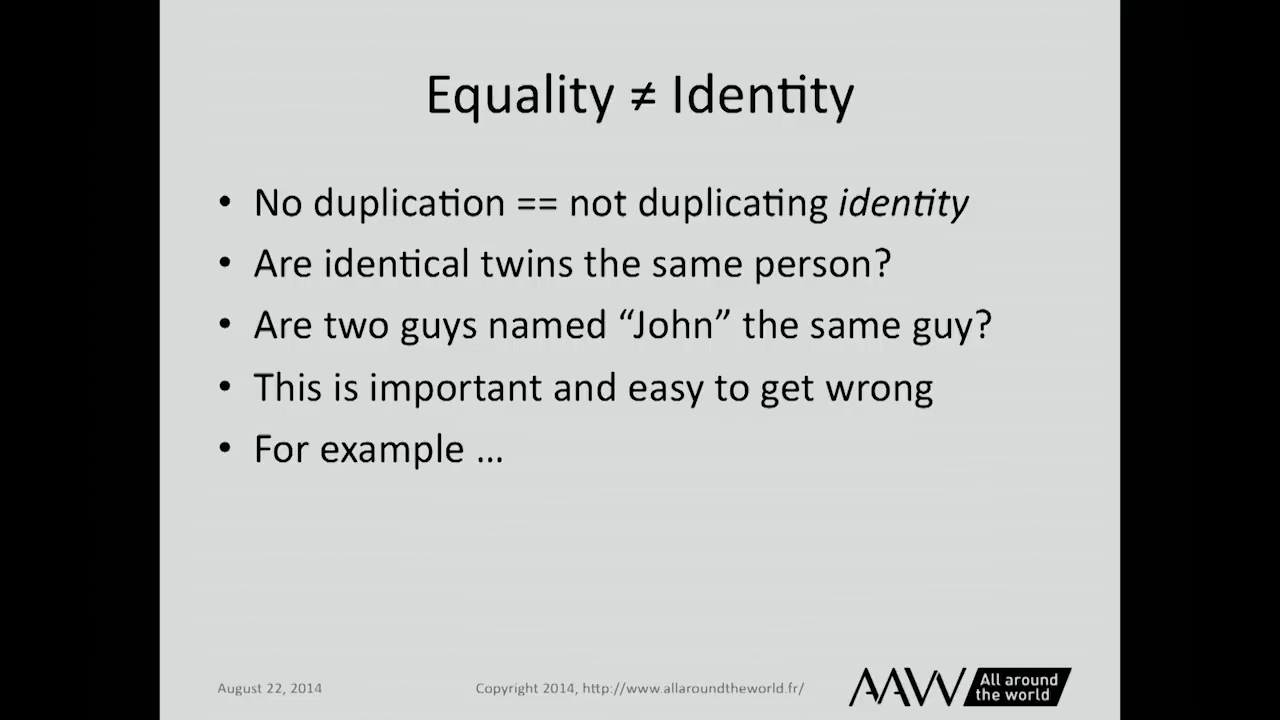 Equality ≠ Identity
• No duplication == not duplicating identity
• Are identical twins the same person?
• Are two guys named “John” the same guy?
• This is important and easy to get wrong
• For example ...
August 22, 2014
Copyright 2014, http://www.allaroundtheworld.fr/
AAW All around
the world